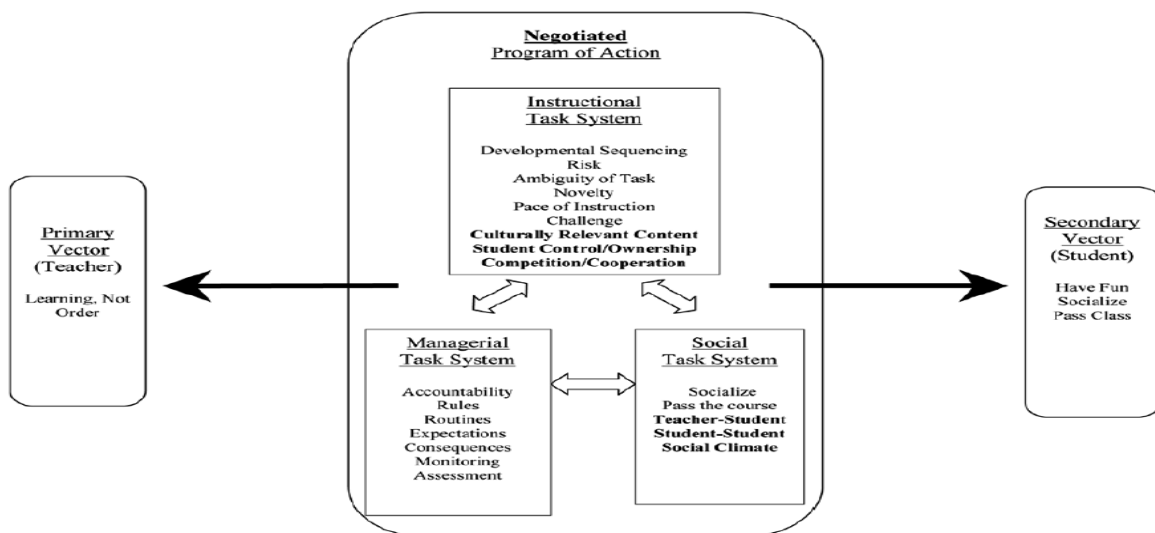 Negotiated
Program of Action
Instructional
Task System
Developmental Sequencing
Risk
Ambiguity of Task
Novelty
Pace of Instruction
Challenge
Culturally Relevant Content
Student Control/Ownership
Competition/Cooperation
Primary
Vector
(Teacher)
Learning, Not
Order
Managerial
Task System
Accountability
Rules
Routines
Expectations
Consequences
Monitoring
Assessment
Social
Task System
Socialize
Pass the course
Teacher-Student
Student-Student
Social Climate
Secondary
Vector
(Student)
Have Fun
Socialize
Pass Class